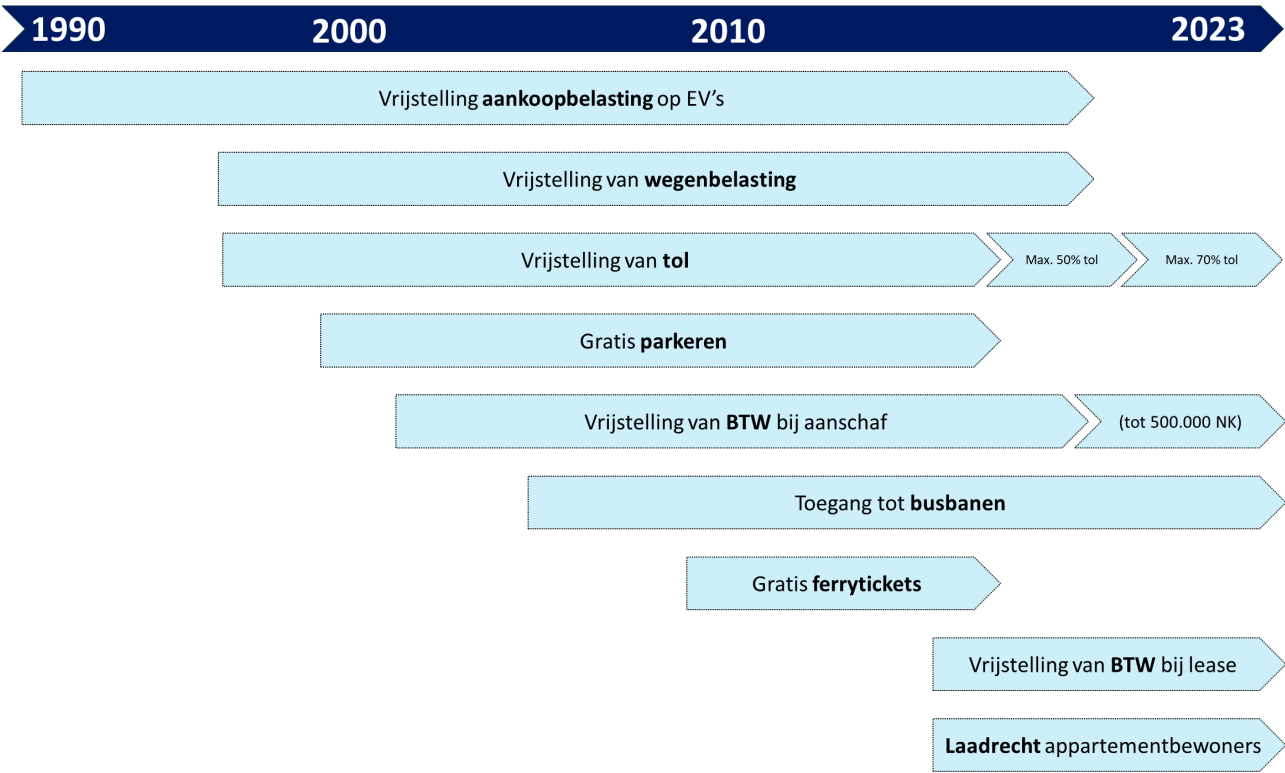 1990 2000 2010 2023
Vrijstelling aankoopbelasting op EV’s
Vrijstelling van wegenbelasting
Vrijstelling van tol Max. 50% tol Max. 70% tol
Gratis parkeren
Vrijstelling van BTW bij aanschaf (tot 500.000 NK)
Toegang tot busbanen
Gratis ferrytickets
Vrijstelling van BTW bij lease
Laadrecht appartementbewoners